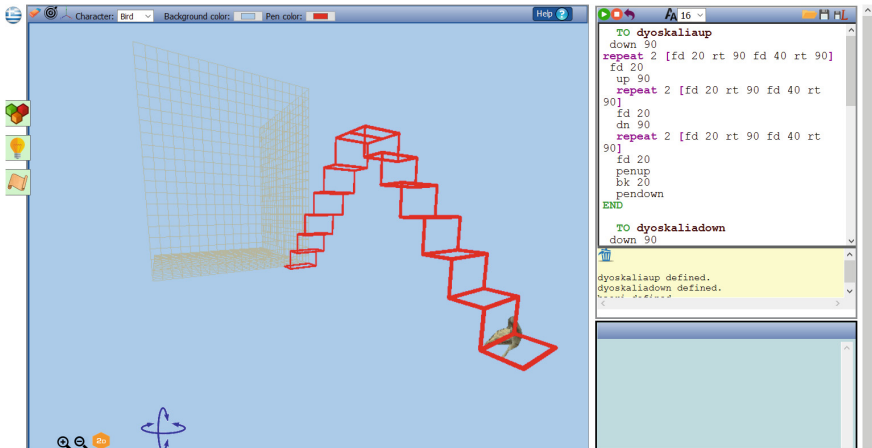 Character: Bird Background color: Pen color: Help ?
16
TO dyoskaliaup
down 90
repeat 2 [fd 20 rt 90 fd 40 rt 90]
fd 20
up 90
repeat 2 [fd 20 rt 90 fd 40 rt
90]
fd 20
dn 90
repeat 2 [fd 20 rt 90 fd 40 rt
90]
fd 20
penup
bk 20
pendown
END
TO dyoskaliadown
down 90
dyoskaliaup defined.
dyoskaliadown defined.